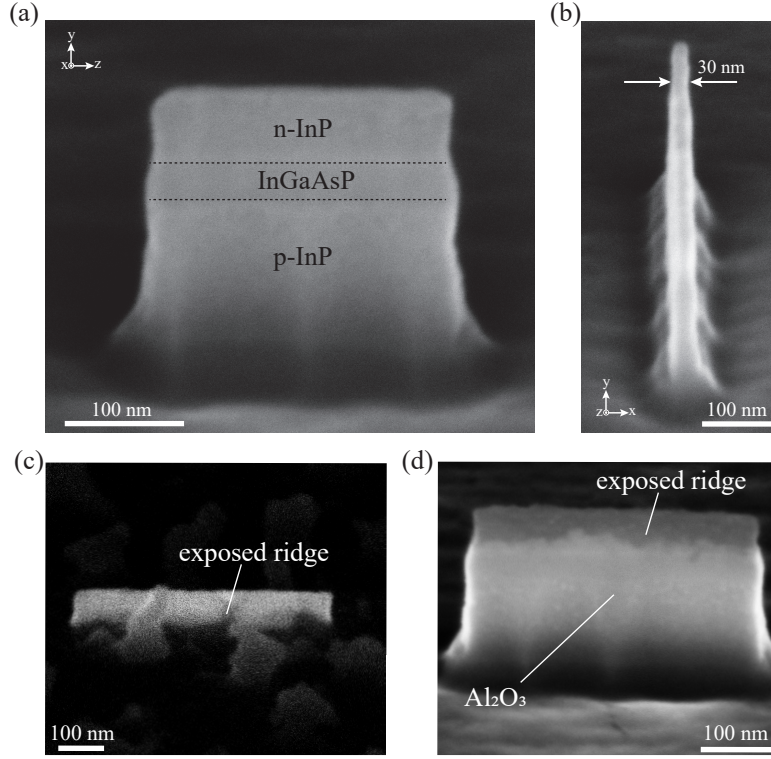 (a)
y
x z
n-InP
InGaAsP
p-InP
100 nm
(b)
30 nm
y
z x
100 nm
(c)
exposed ridge
100 nm
(d)
exposed ridge
Al₂O₃
100 nm